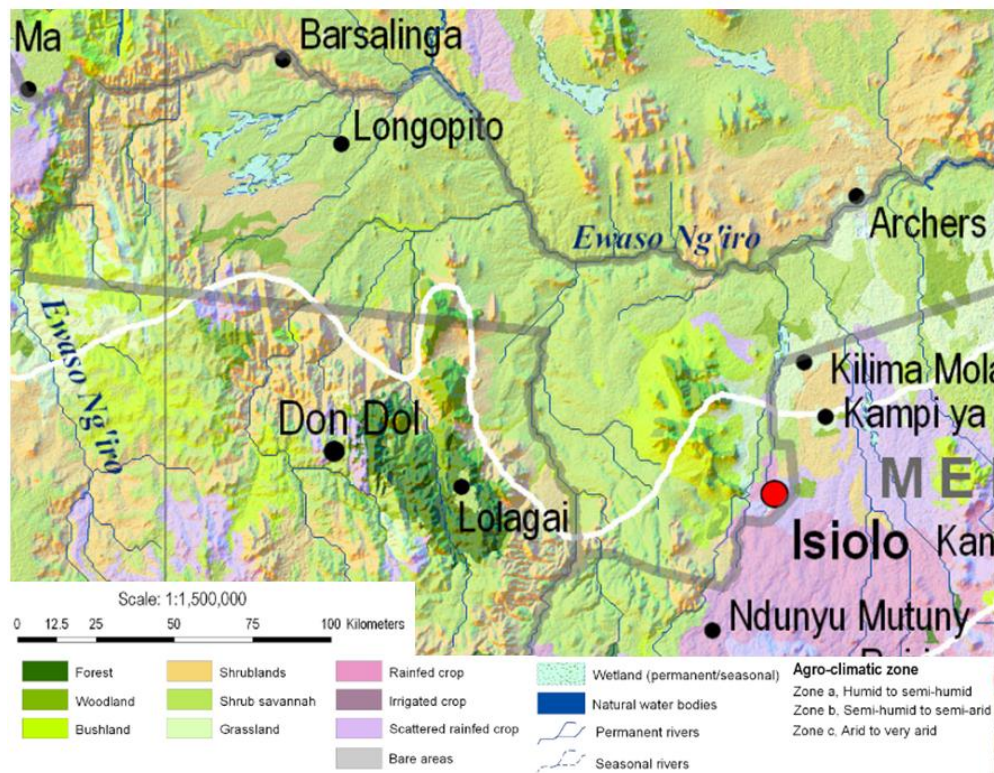 Ma
Barsalinga
Longopito
Ewaso Ng'iro
Archers
Ewaso Ng'iro
Kilima Mola
Kampi ya
Don Dol
M E
Lolagai
Isiolo
Kan
Ndunyu Mutuny
Scale: 1:1,500,000
0 12.5 25 50 75 100 Kilometers
Forest
Woodland
Bushland
Shrublands
Shrub savannah
Grassland
Rainfed crop
Irrigated crop
Scattered rainfed crop
Bare areas
Wetland (permanent/seasonal)
Natural water bodies
Permanent rivers
Seasonal rivers
Agro-climatic zone
Zone a, Humid to semi-humid
Zone b, Semi-humid to semi-arid
Zone c, Arid to very arid